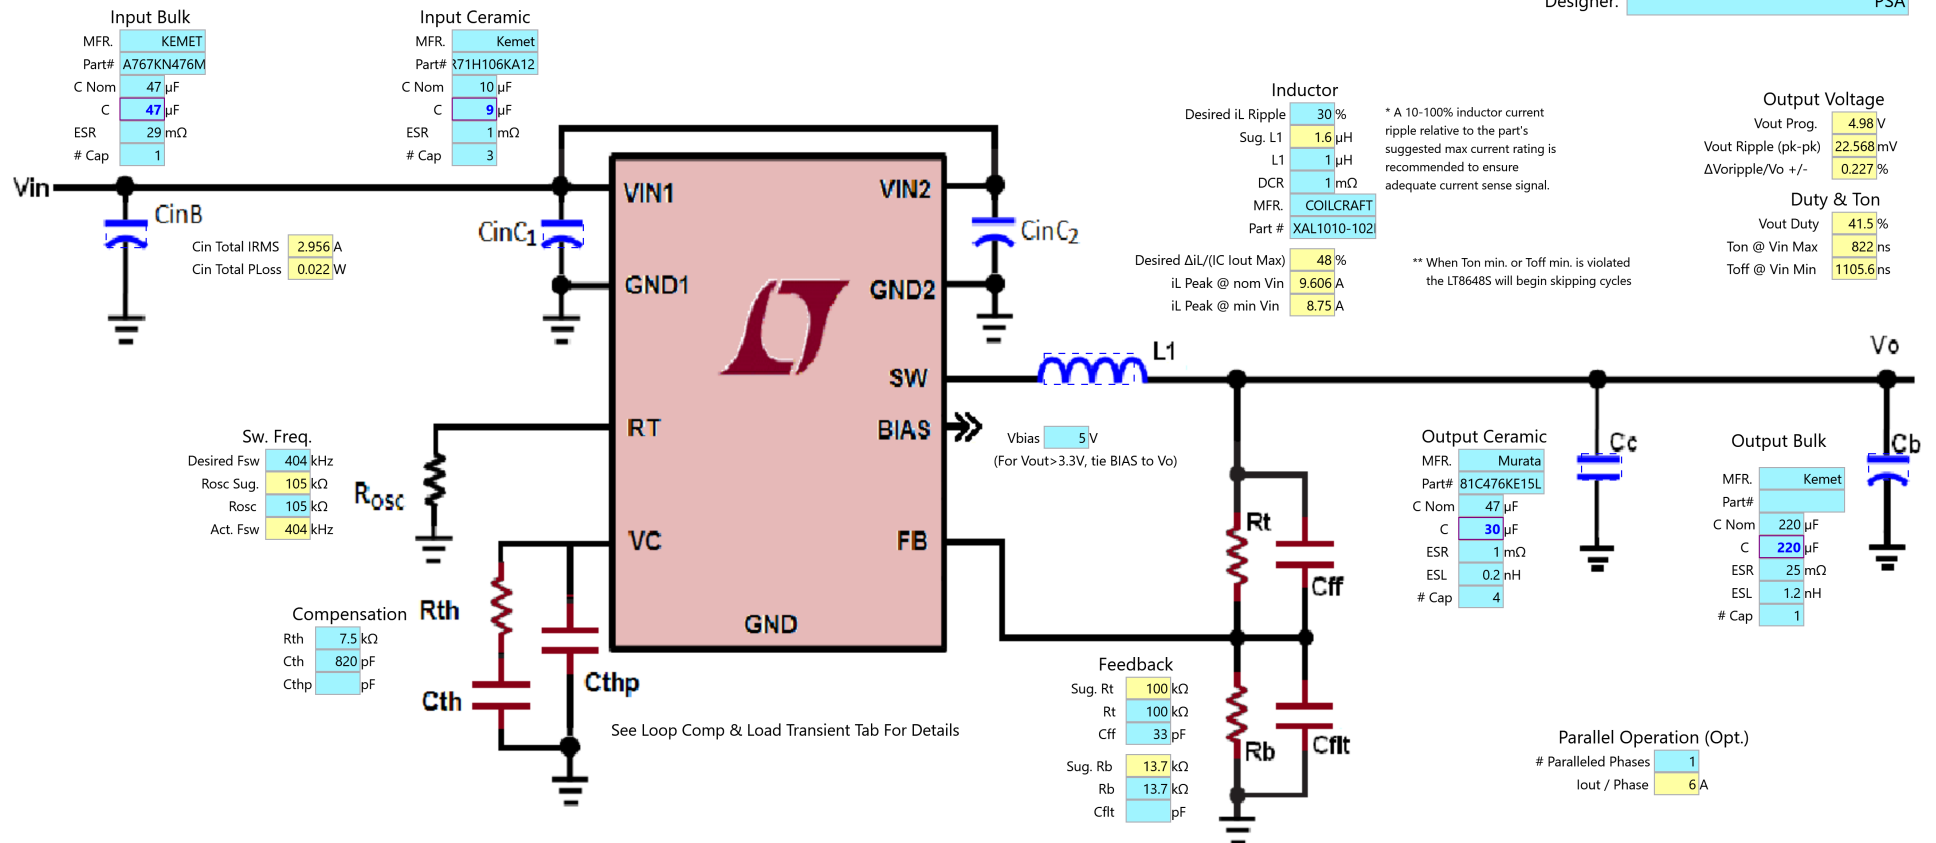 Designer: PSA
Input Bulk
MFR. KEMET
Part# A767KN476M
C Nom 47 µF
C 47 µF
ESR 29 mΩ
# Cap 1
Input Ceramic
MFR. Kemet
Part# R71H106KA12
C Nom 10 µF
C 9 µF
ESR 1 mΩ
# Cap 3
Vin
CinB
Cin Total IRMS 2.956 A
Cin Total PLoss 0.022 W
CinC1
CinC2
VIN1
VIN2
GND1
GND2
SW
RT
BIAS
VC
FB
GND
Inductor
Desired iL Ripple 30 %
Sug. L1 1.6 µH
L1 1 µH
DCR 1 mΩ
MFR. COILCRAFT
Part # XAL1010-102
Desired ΔiL/(IC Iout Max) 48 %
iL Peak @ nom Vin 9.606 A
iL Peak @ min Vin 8.75 A
* A 10-100% inductor current
ripple relative to the part's
suggested max current rating is
recommended to ensure
adequate current sense signal.
** When Ton min. or Toff min. is violated
the LT8648S will begin skipping cycles
Output Voltage
Vout Prog. 4.98 V
Vout Ripple (pk-pk) 22.568 mV
ΔVoripple/Vo +/- 0.227 %
Duty & Ton
Vout Duty 41.5 %
Ton @ Vin Max 822 ns
Toff @ Vin Min 1105.6 ns
L1
Vo
Vbias 5 V
(For Vout>3.3V, tie BIAS to Vo)
Sw. Freq.
Desired Fsw 404 kHz
Rosc Sug. 105 kΩ
Rosc 105 kΩ
Act. Fsw 404 kHz
Rosc
Compensation
Rth 7.5 kΩ
Cth 820 pF
Cthp pF
Rth
Cth
Cthp
See Loop Comp & Load Transient Tab For Details
Rt
Cff
Rb
Cflt
Feedback
Sug. Rt 100 kΩ
Rt 100 kΩ
Cff 33 pF
Sug. Rb 13.7 kΩ
Rb 13.7 kΩ
Cflt pF
Output Ceramic
MFR. Murata
Part# 81C476KE15L
C Nom 47 µF
C 30 µF
ESR 1 mΩ
ESL 0.2 nH
# Cap 4
Cc
Output Bulk
MFR. Kemet
Part#
C Nom 220 µF
C 220 µF
ESR 25 mΩ
ESL 1.2 nH
# Cap 1
Cb
Parallel Operation (Opt.)
# Paralleled Phases 1
Iout / Phase 6 A